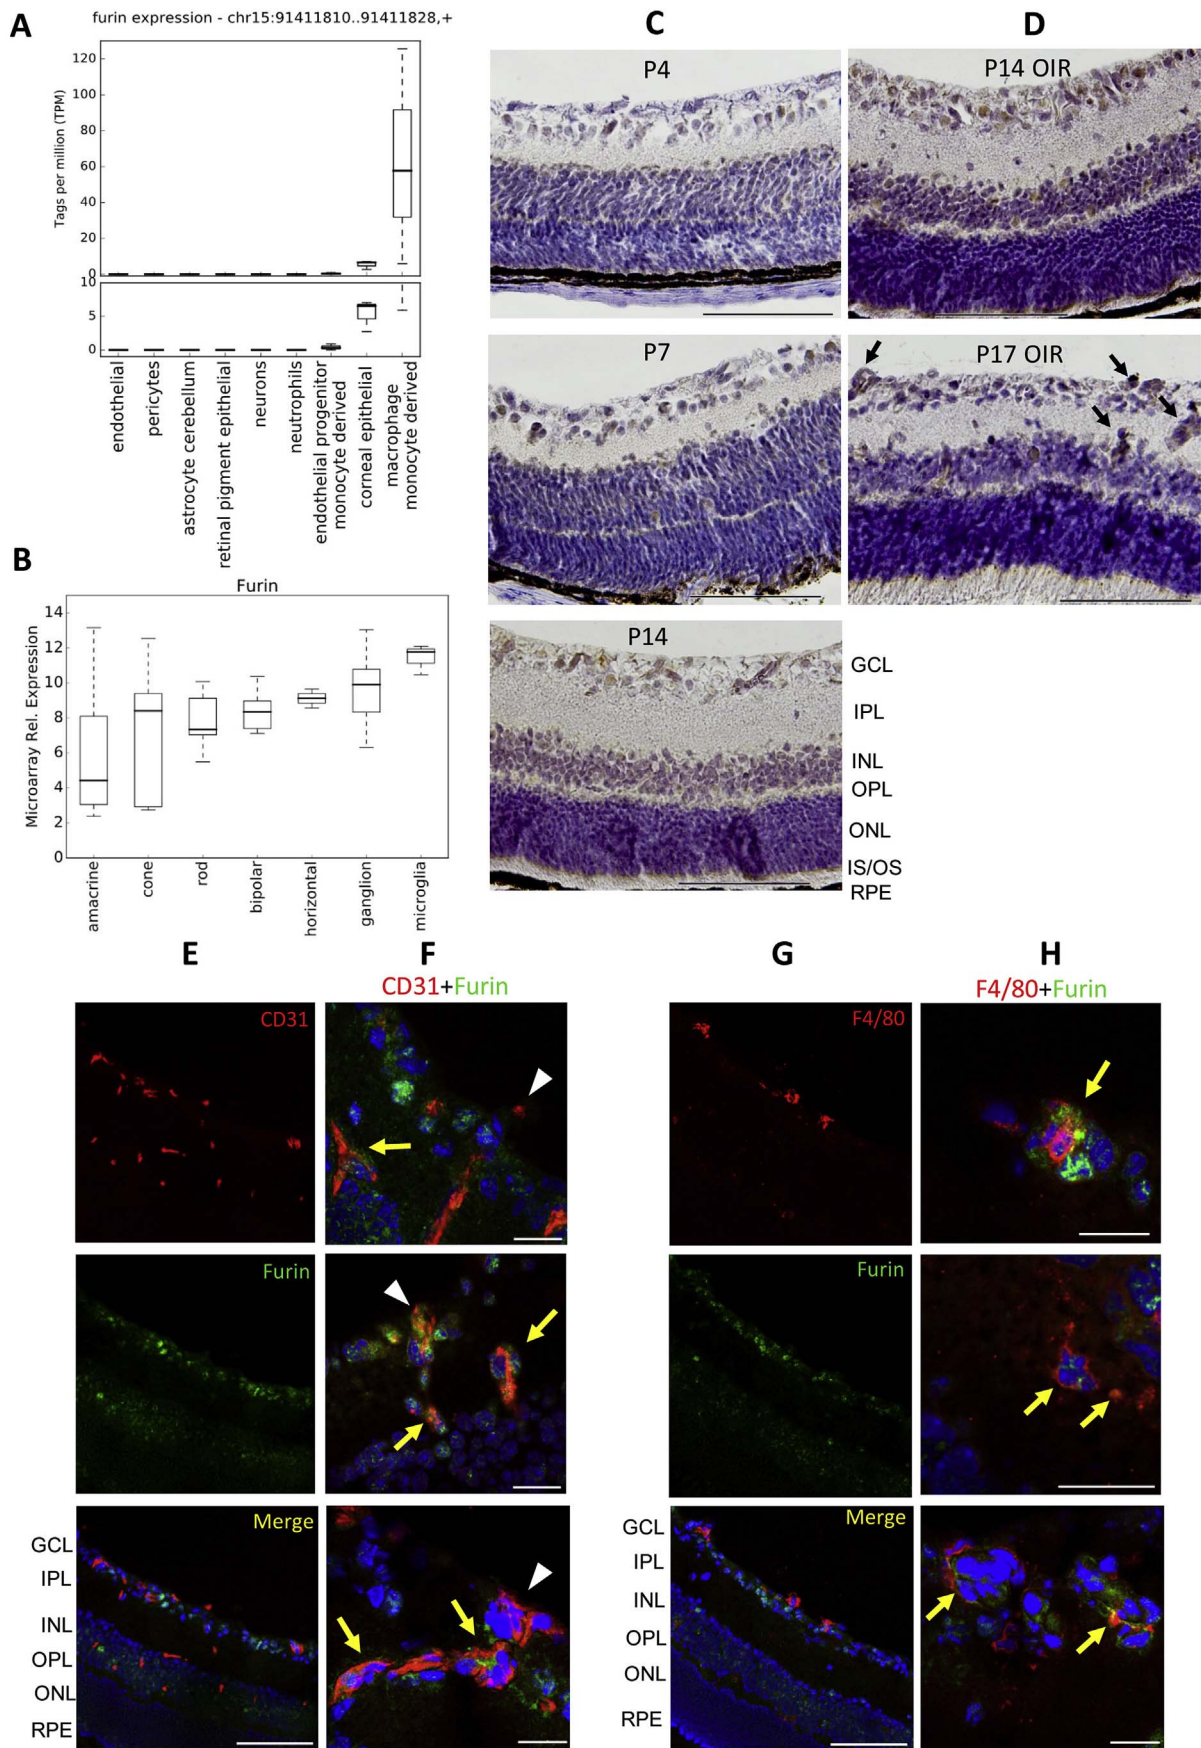 A
furin expression - chr15:91411810..91411828,+
Tags per million (TPM)
120
100
80
60
40
20
0
10
5
0
endothelial
pericytes
astrocyte cerebellum
retinal pigment epithelial
neurons
neutrophils
endothelial progenitor
monocyte derived
corneal epithelial
macrophage
monocyte derived
B
Furin
Microarray Rel. Expression
14
12
10
8
6
4
2
0
amacrine
cone
rod
bipolar
horizontal
ganglion
microglia
C
D
P4
P14 OIR
P7
P17 OIR
P14
GCL
IPL
INL
OPL
ONL
IS/OS
RPE
E
F
CD31+Furin
CD31
Furin
Merge
GCL
IPL
INL
OPL
ONL
RPE
G
H
F4/80+Furin
F4/80
Furin
Merge
GCL
IPL
INL
OPL
ONL
RPE